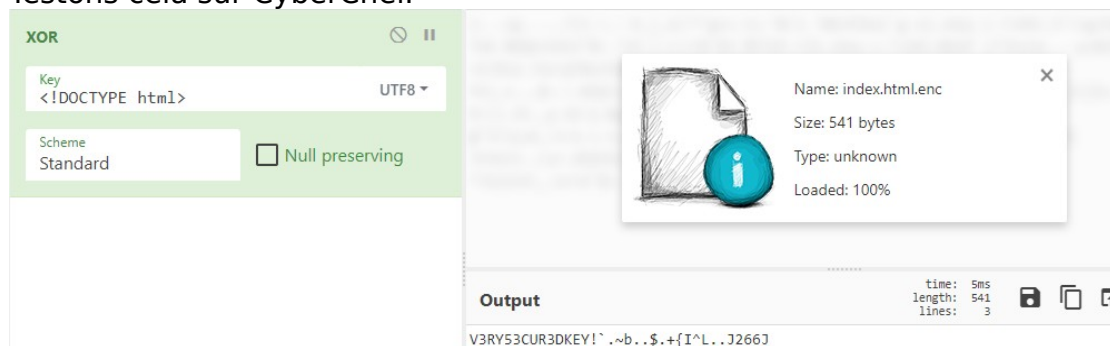 Testons cela sur CyberChef.
XOR
Key
<!DOCTYPE html>
UTF8
Scheme
Standard
Null preserving
Name: index.html.enc
Size: 541 bytes
Type: unknown
Loaded: 100%
Output
time: 5ms
length: 541
lines: 3
V3RY53CUR3DKEY!`.~b..$.+{I^L..J266J